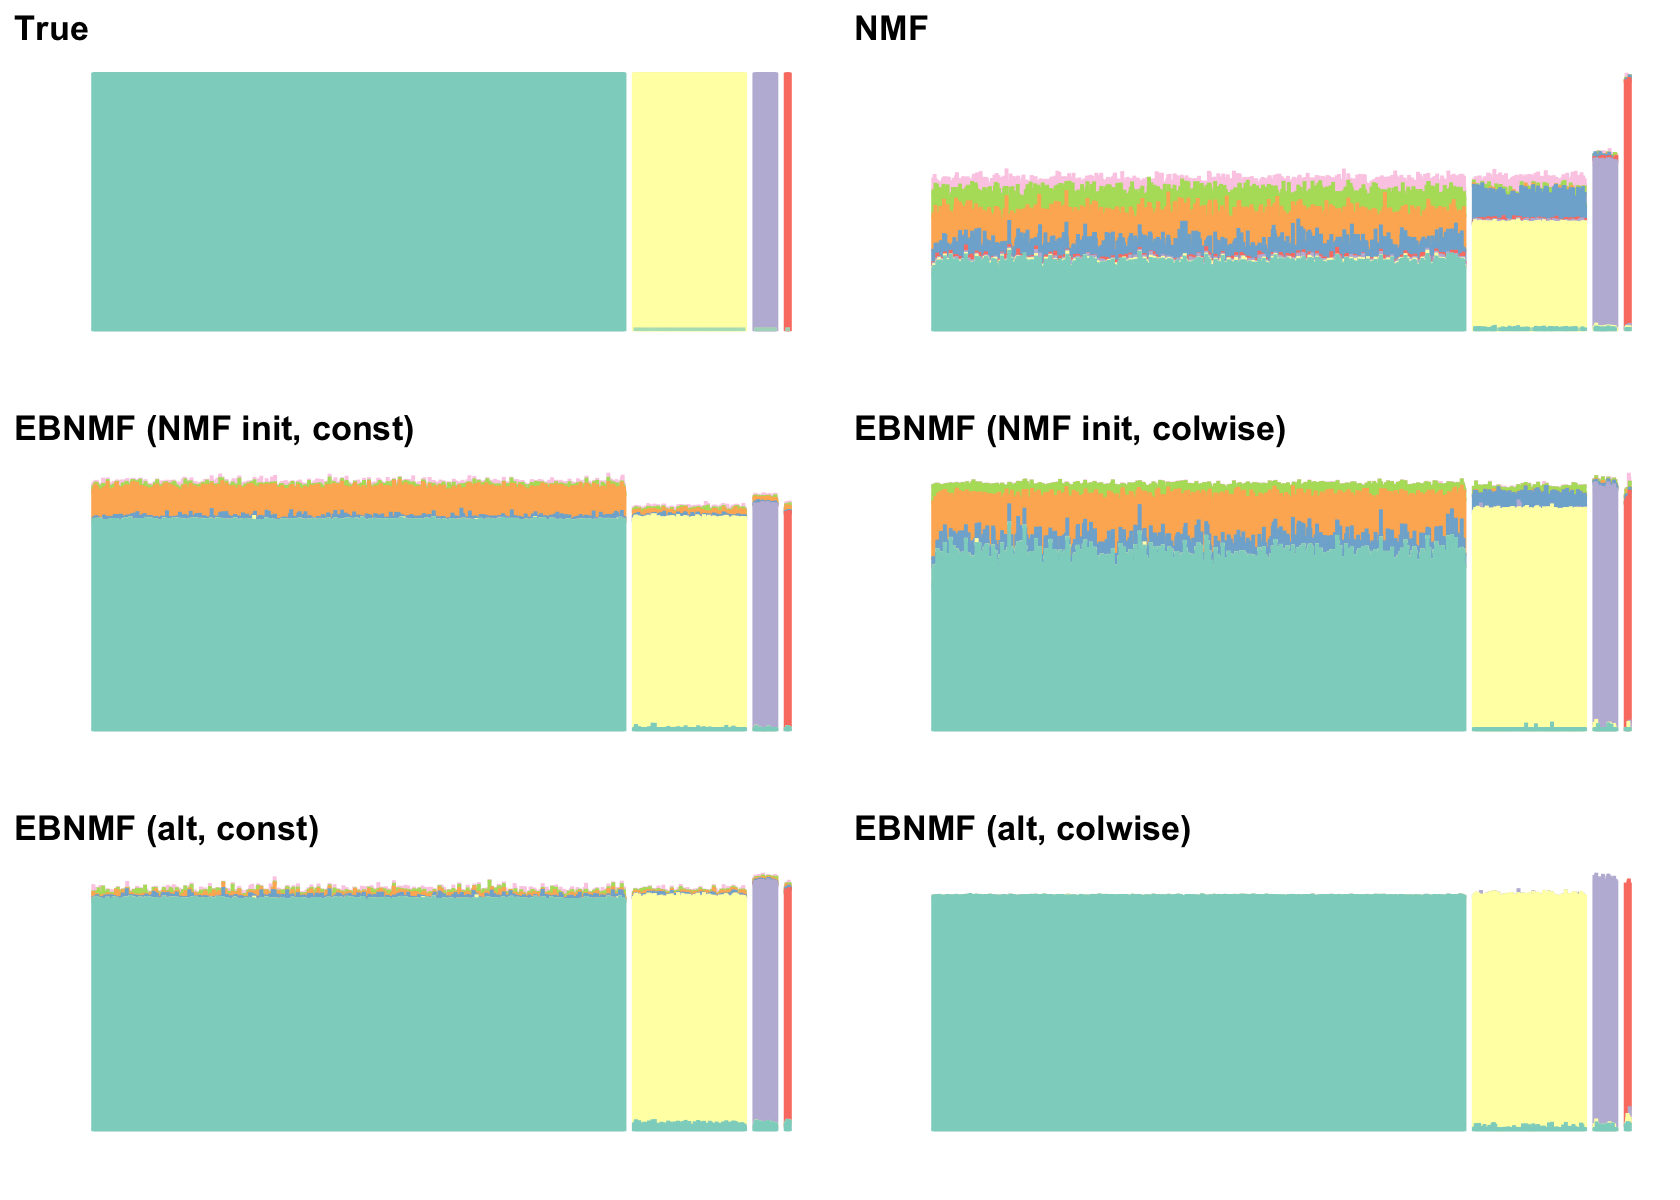 True
NMF
EBNMF (NMF init, const)
EBNMF (NMF init, colwise)
EBNMF (alt, const)
EBNMF (alt, colwise)